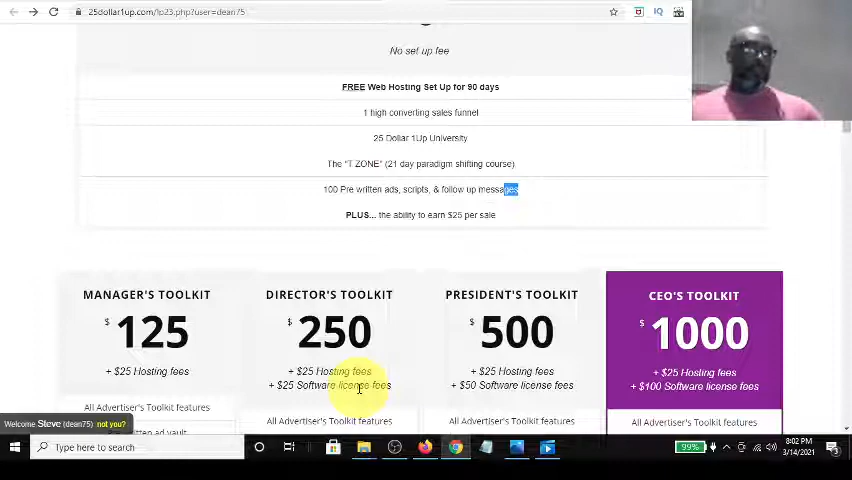 25dollar1up.com/lp23.php?user=dean75
No set up fee
FREE Web Hosting Set Up for 90 days
1 high converting sales funnel
25 Dollar 1Up University
The "T ZONE" (21 day paradigm shifting course)
100 Pre written ads, scripts, & follow up messages
PLUS... the ability to earn $25 per sale
MANAGER'S TOOLKIT
$ 125
+ $25 Hosting fees
All Advertiser's Toolkit features
DIRECTOR'S TOOLKIT
$ 250
+ $25 Hosting fees
+ $25 Software license fees
All Advertiser's Toolkit features
PRESIDENT'S TOOLKIT
$ 500
+ $25 Hosting fees
+ $50 Software license fees
All Advertiser's Toolkit features
CEO'S TOOLKIT
$ 1000
+ $25 Hosting fees
+ $100 Software license fees
All Advertiser's Toolkit features
Welcome Steve (dean75) not you?
ad vault
Type here to search
99%
8:02 PM
3/14/2021